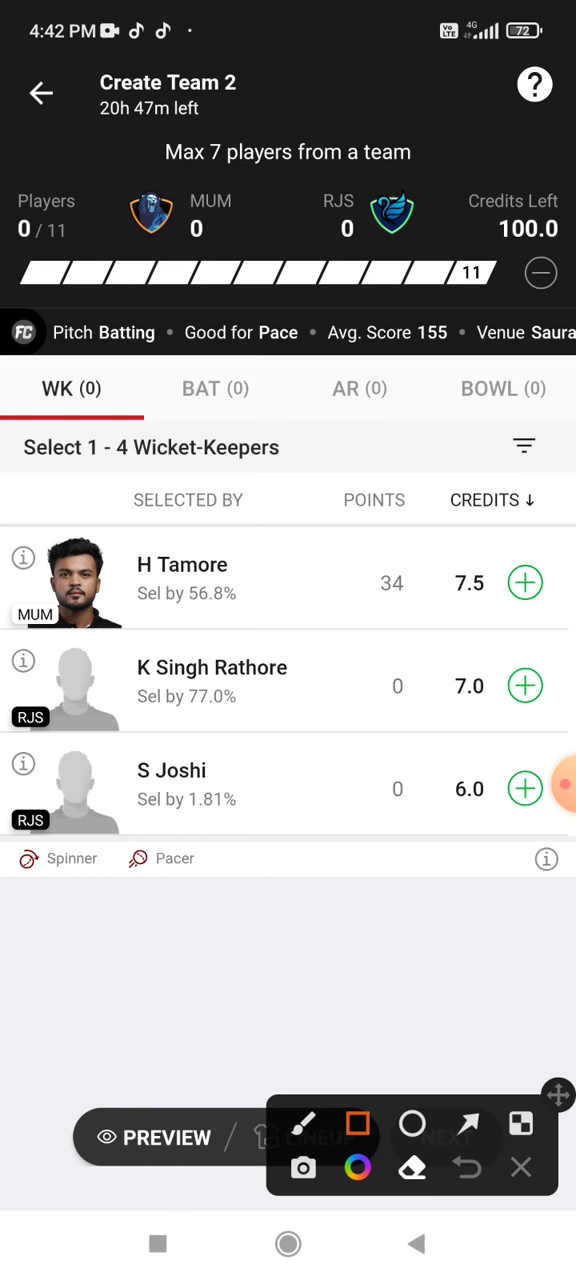 4:42 PM
Vo LTE 4G 72
Create Team 2
20h 47m left
?
Max 7 players from a team
Players MUM RJS Credits Left
0 / 11 0 0 100.0
11
FC Pitch Batting • Good for Pace • Avg. Score 155 • Venue Saura
WK (0) BAT (0) AR (0) BOWL (0)
Select 1 - 4 Wicket-Keepers
SELECTED BY POINTS CREDITS ↓
H Tamore
Sel by 56.8%
34 7.5
MUM
K Singh Rathore
Sel by 77.0%
0 7.0
RJS
S Joshi
Sel by 1.81%
0 6.0
RJS
Spinner Pacer
PREVIEW